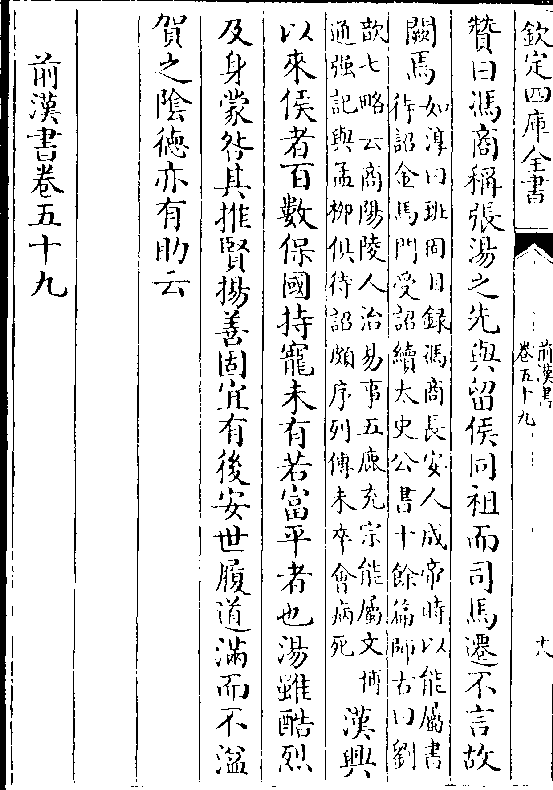 欽定四庫全書
前漢書
卷五十九
十八
贊曰馮商稱張湯之先與留侯同祖而司馬遷不言故
闕焉
如淳曰班固目録馮商長安人成帝時以能屬書
待詔金馬門受詔續太史公書十餘篇師古曰劉
歆七略云商陽陵人治易事五鹿充宗能屬文博
通强記與孟柳俱待詔頗序列傳未卒會病死
漢興
以來侯者百數保國持寵未有若富平者也湯雖酷烈
及身蒙咎其推賢揚善固宜有後安世履道滿而不溢
賀之陰德亦有助云
前漢書卷五十九